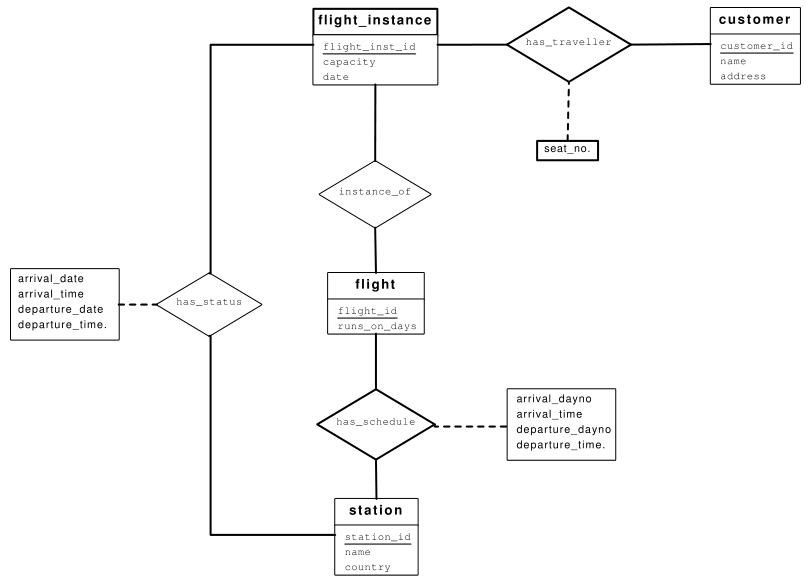 flight_instance
flight_inst_id
capacity
date
has_traveller
customer
customer_id
name
address
seat_no.
instance_of
arrival_date
arrival_time
departure_date
departure_time.
has_status
flight
flight_id
runs_on_days
has_schedule
arrival_dayno
arrival_time
departure_dayno
departure_time.
station
station_id
name
country